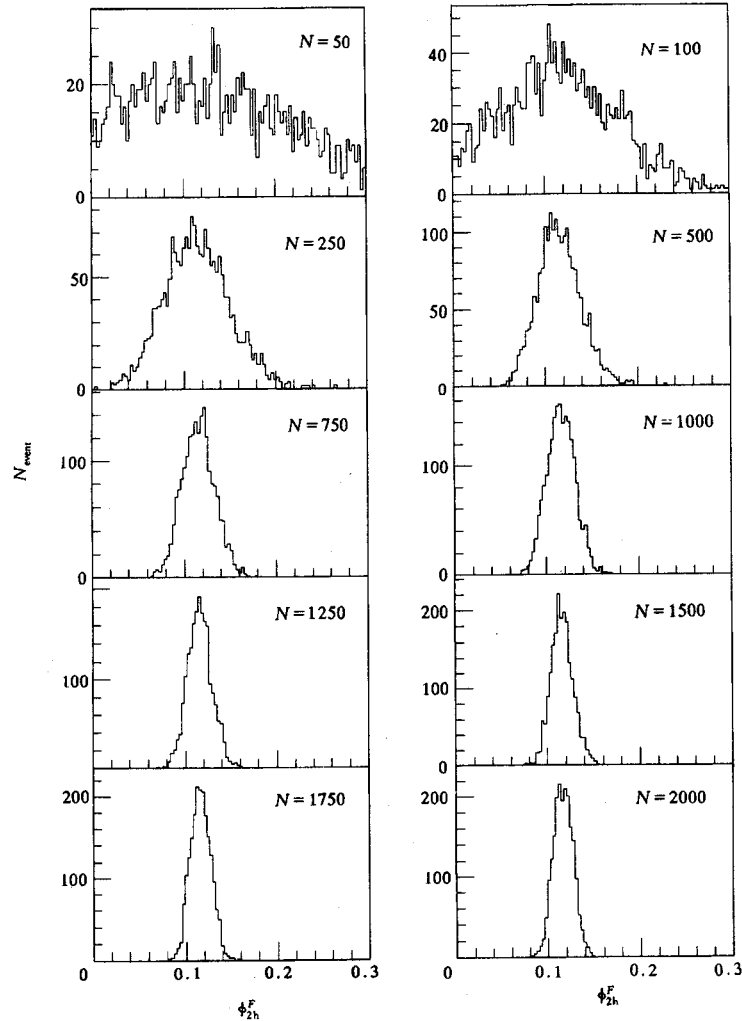 N = 50
20
0
N = 100
40
20
0
N = 250
50
0
N = 500
100
50
0
N = 750
100
0
N = 1000
100
0
N_event
N = 1250
100
N = 1500
200
100
0
N = 1750
200
100
0 0.1 0.2 0.3
ϕ^F_2h
N = 2000
200
100
0
0 0.1 0.2 0.3
ϕ^F_2h